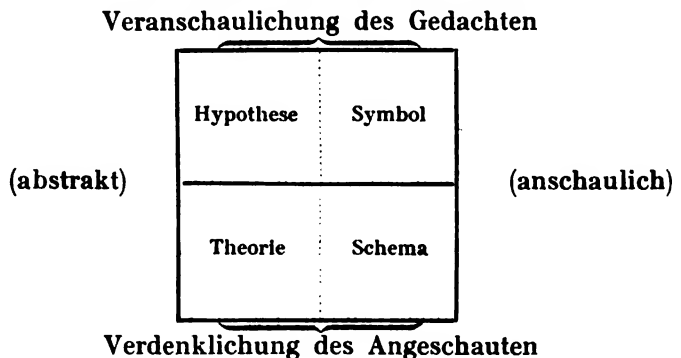 Veranschaulichung des Gedachten
Hypothese Symbol
(abstrakt) (anschaulich)
Theorie Schema
Verdenklichung des Angeschauten